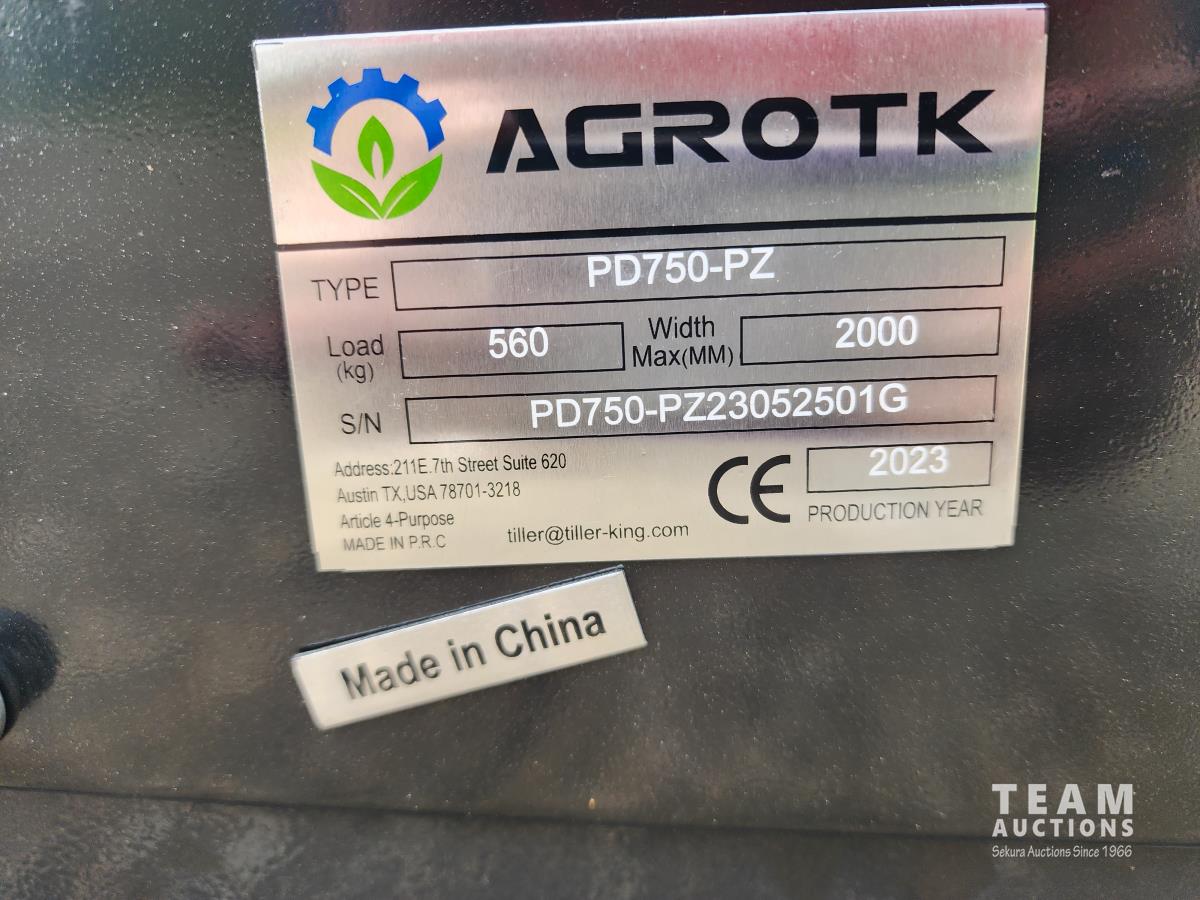 AGROTK
TYPE PD750-PZ
Load (kg) 560 Width Max(MM) 2000
S/N PD750-PZ23052501G
Address:211E.7th Street Suite 620
Austin TX,USA 78701-3218
Article 4-Purpose
MADE IN P.R.C
tiller@tiller-king.com
CE 2023
PRODUCTION YEAR
Made in China
TEAM
AUCTIONS
Sekura Auctions Since 1966